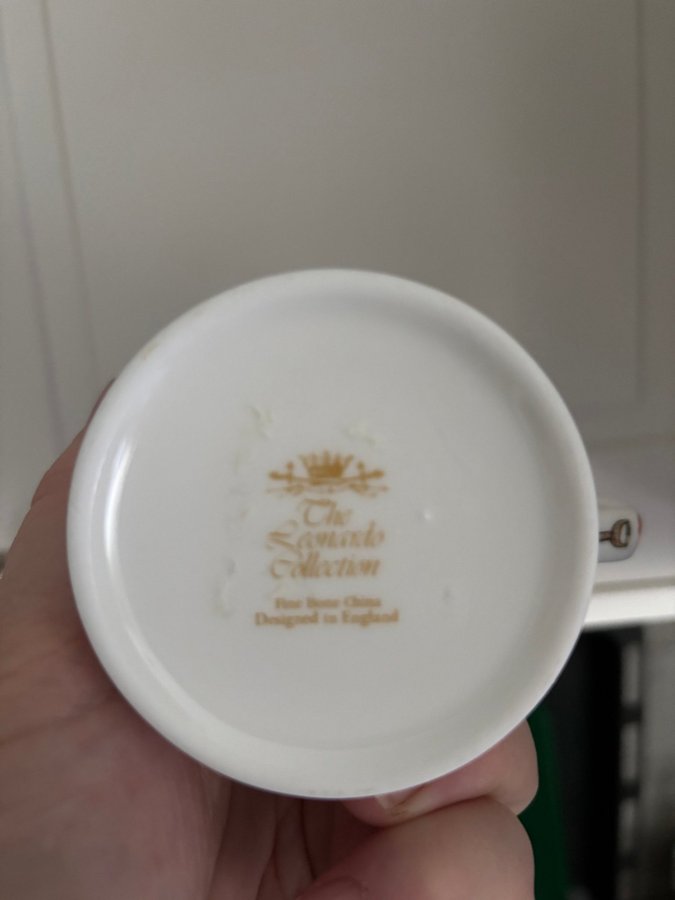 The
Leonardo
Collection
Fine Bone China
Designed in England